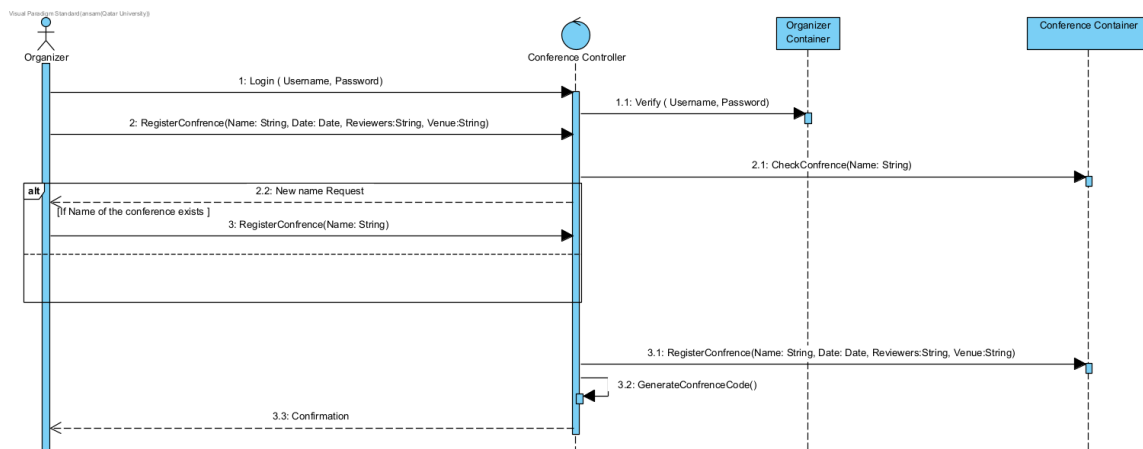 Visual Paradigm Standard(ansam(Qatar University))
Organizer
Conference Controller
Organizer
Container
Conference Container
1: Login ( Username, Password)
1.1: Verify ( Username, Password)
2: RegisterConfrence(Name: String, Date: Date, Reviewers:String, Venue:String)
2.1: CheckConfrence(Name: String)
alt
2.2: New name Request
[If Name of the conference exists ]
3: RegisterConfrence(Name: String)
3.1: RegisterConfrence(Name: String, Date: Date, Reviewers:String, Venue:String)
3.2: GenerateConfrenceCode()
3.3: Confirmation